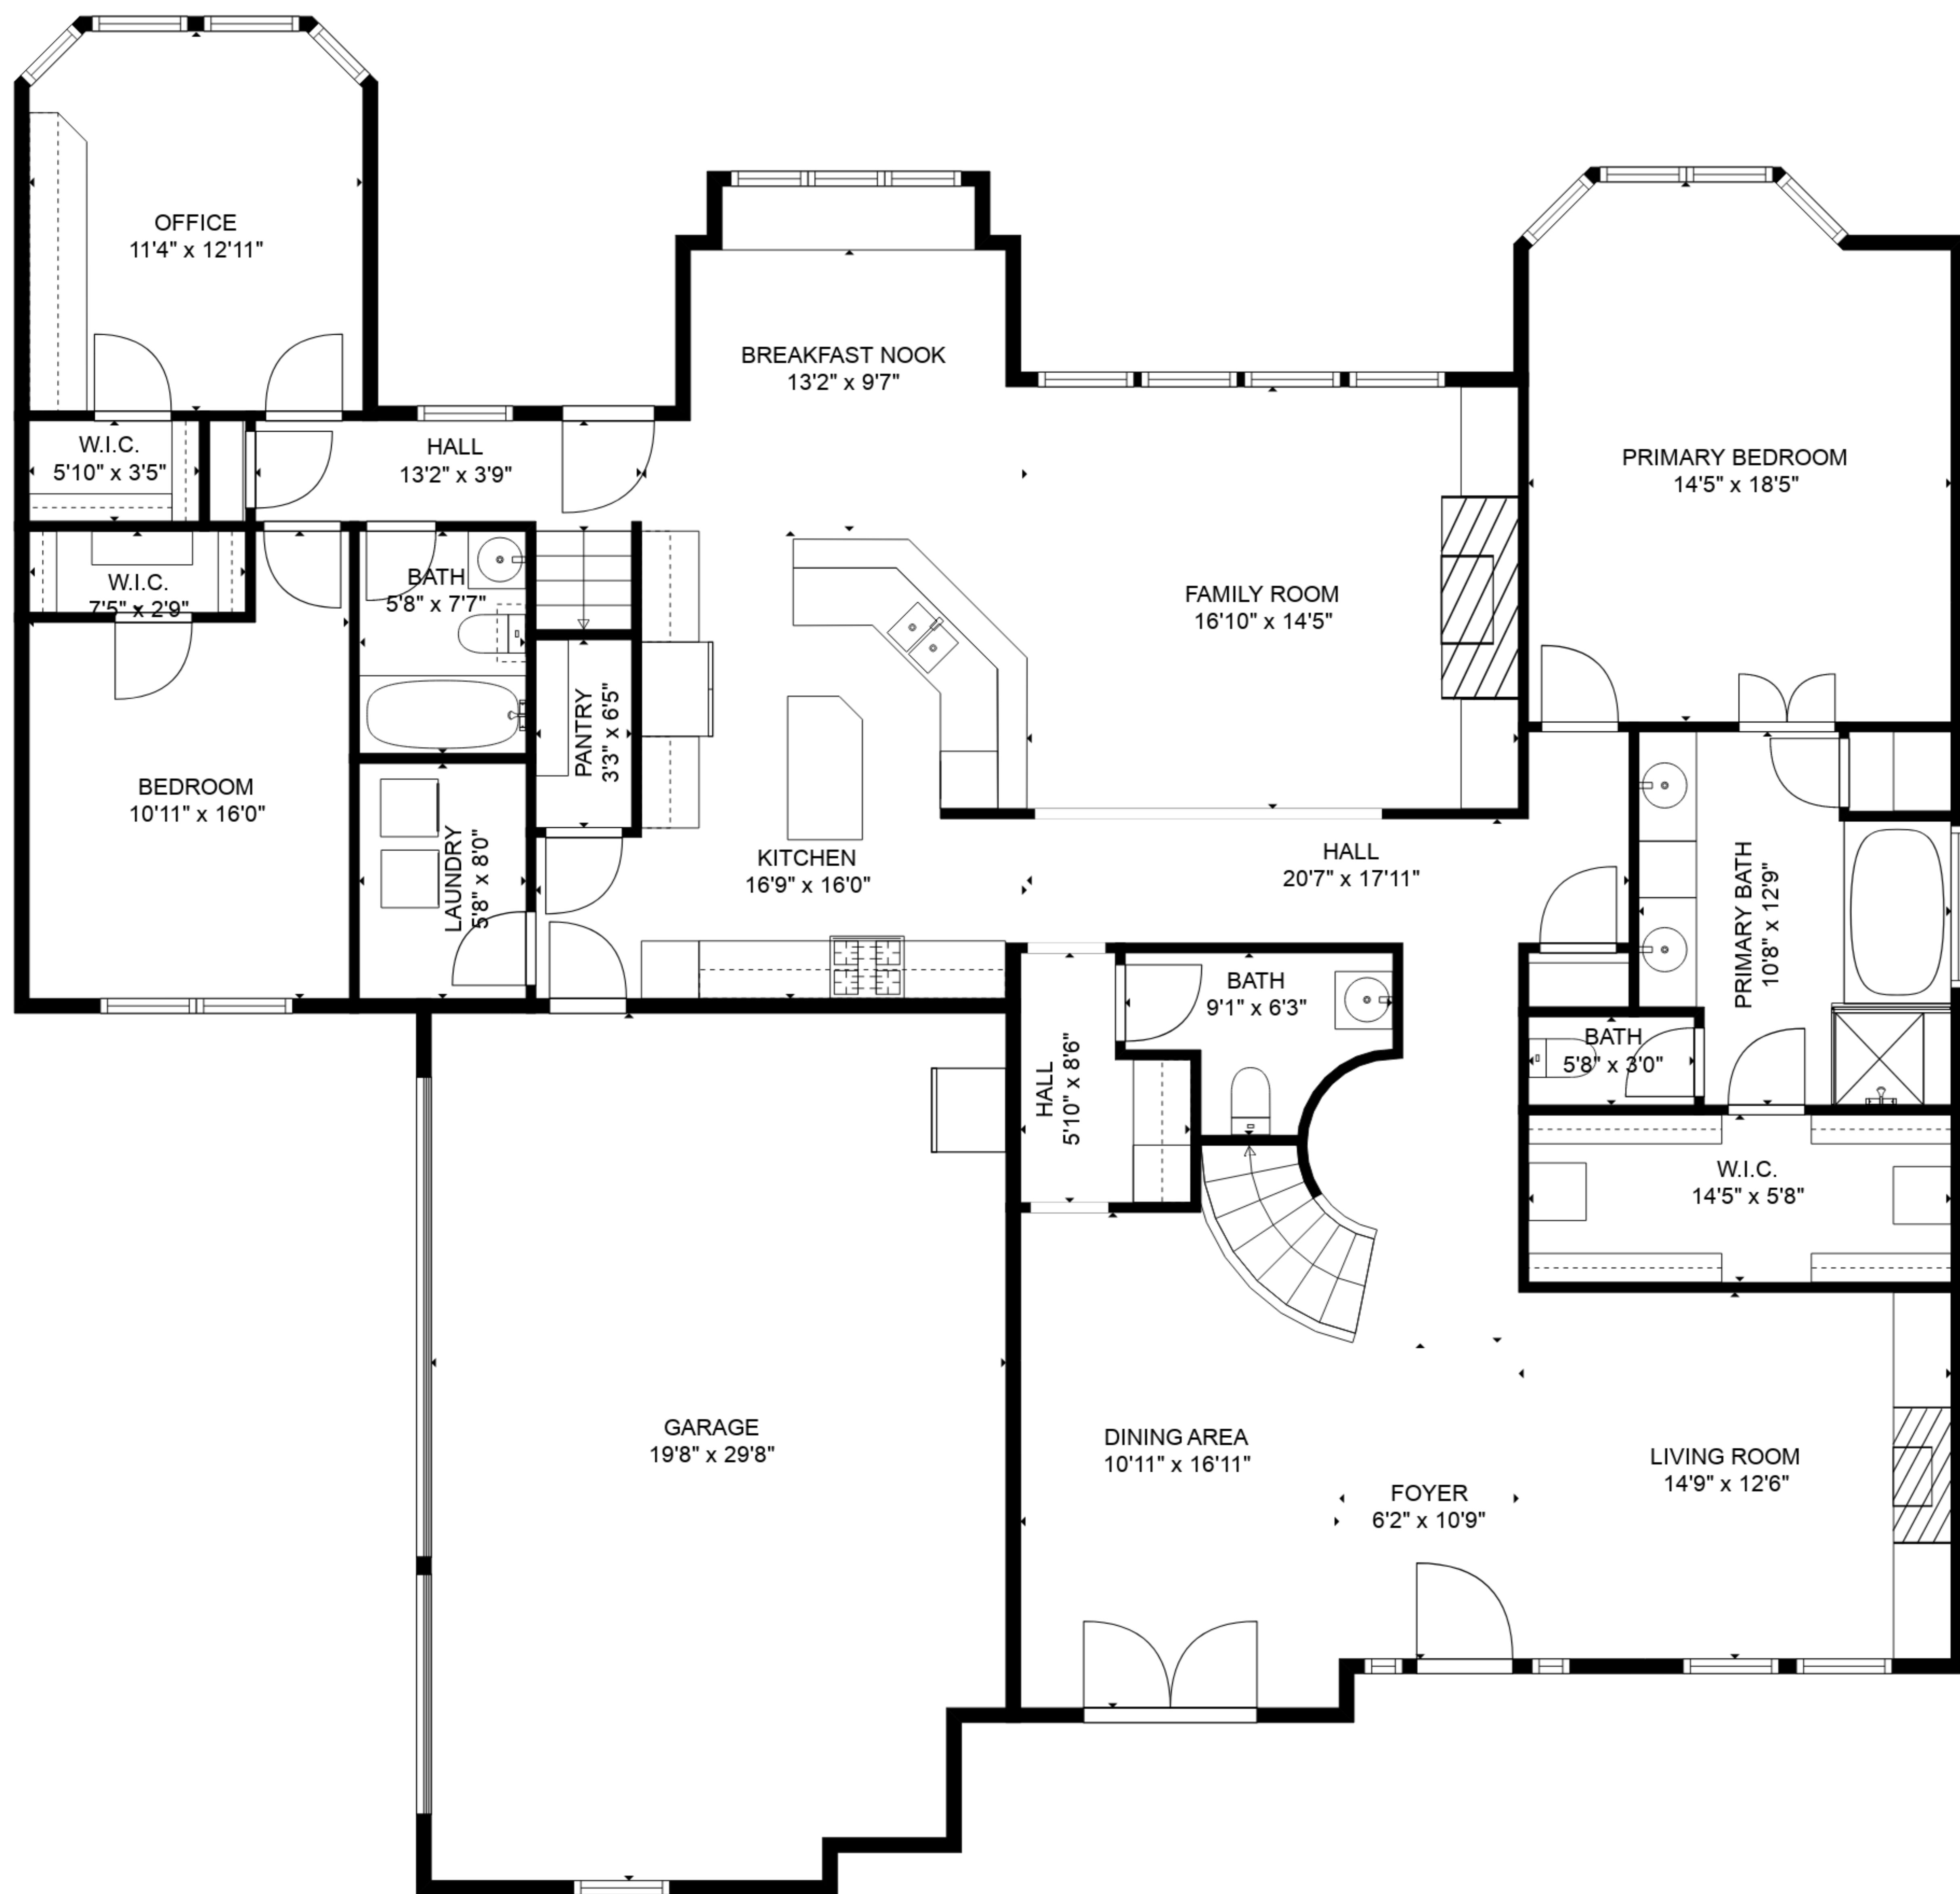 OFFICE
11'4" x 12'11"
BREAKFAST NOOK
13'2" x 9'7"
W.I.C.
5'10" x 3'5"
HALL
13'2" x 3'9"
PRIMARY BEDROOM
14'5" x 18'5"
W.I.C.
7'5" x 2'9"
BATH
5'8" x 7'7"
FAMILY ROOM
16'10" x 14'5"
PANTRY
3'3" x 6'5"
BEDROOM
10'11" x 16'0"
LAUNDRY
5'8" x 8'0"
KITCHEN
16'9" x 16'0"
HALL
20'7" x 17'11"
PRIMARY BATH
10'8" x 12'9"
BATH
9'1" x 6'3"
HALL
5'10" x 8'6"
BATH
5'8" x 3'0"
W.I.C.
14'5" x 5'8"
GARAGE
19'8" x 29'8"
DINING AREA
10'11" x 16'11"
FOYER
6'2" x 10'9"
LIVING ROOM
14'9" x 12'6"